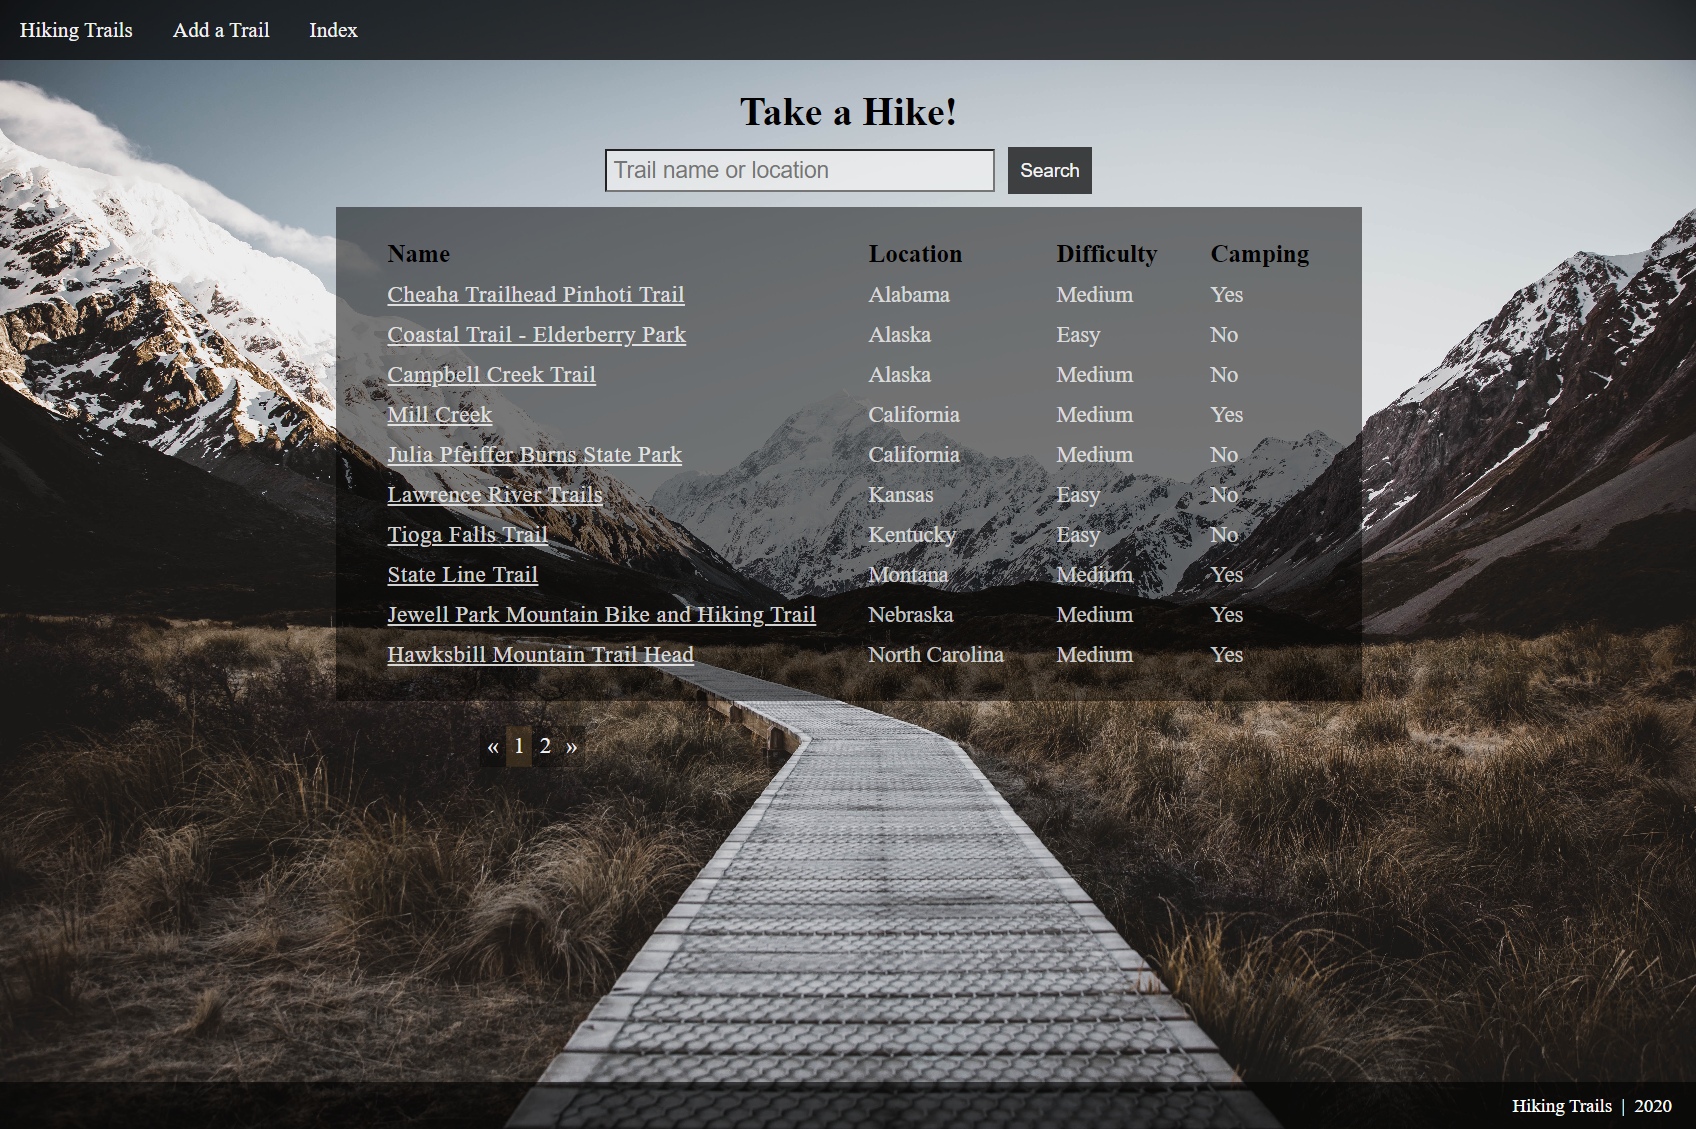 Hiking Trails Add a Trail Index
Take a Hike!
Trail name or location Search
Name Location Difficulty Camping
Cheaha Trailhead Pinhoti Trail Alabama Medium Yes
Coastal Trail - Elderberry Park Alaska Easy No
Campbell Creek Trail Alaska Medium No
Mill Creek California Medium Yes
Julia Pfeiffer Burns State Park California Medium No
Lawrence River Trails Kansas Easy No
Tioga Falls Trail Kentucky Easy No
State Line Trail Montana Medium Yes
Jewell Park Mountain Bike and Hiking Trail Nebraska Medium Yes
Hawksbill Mountain Trail Head North Carolina Medium Yes
« 1 2 »
Hiking Trails | 2020